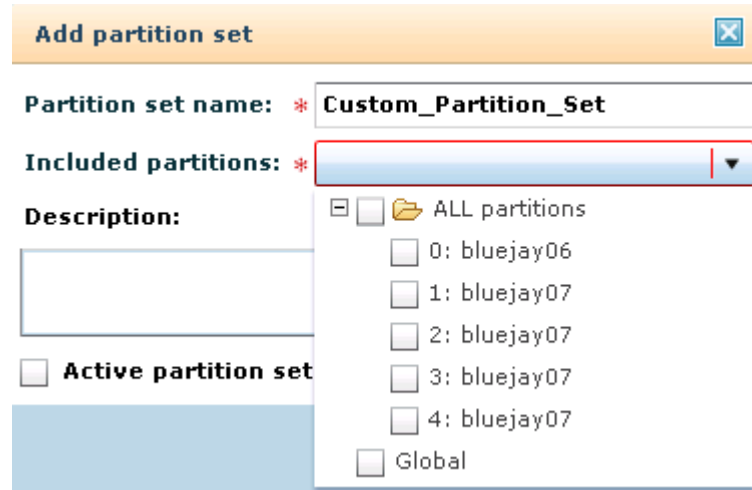 Add partition set
Partition set name: * Custom_Partition_Set
Included partitions: *
ALL partitions
Description:
0: bluejay06
1: bluejay07
2: bluejay07
3: bluejay07
Active partition set
4: bluejay07
Global